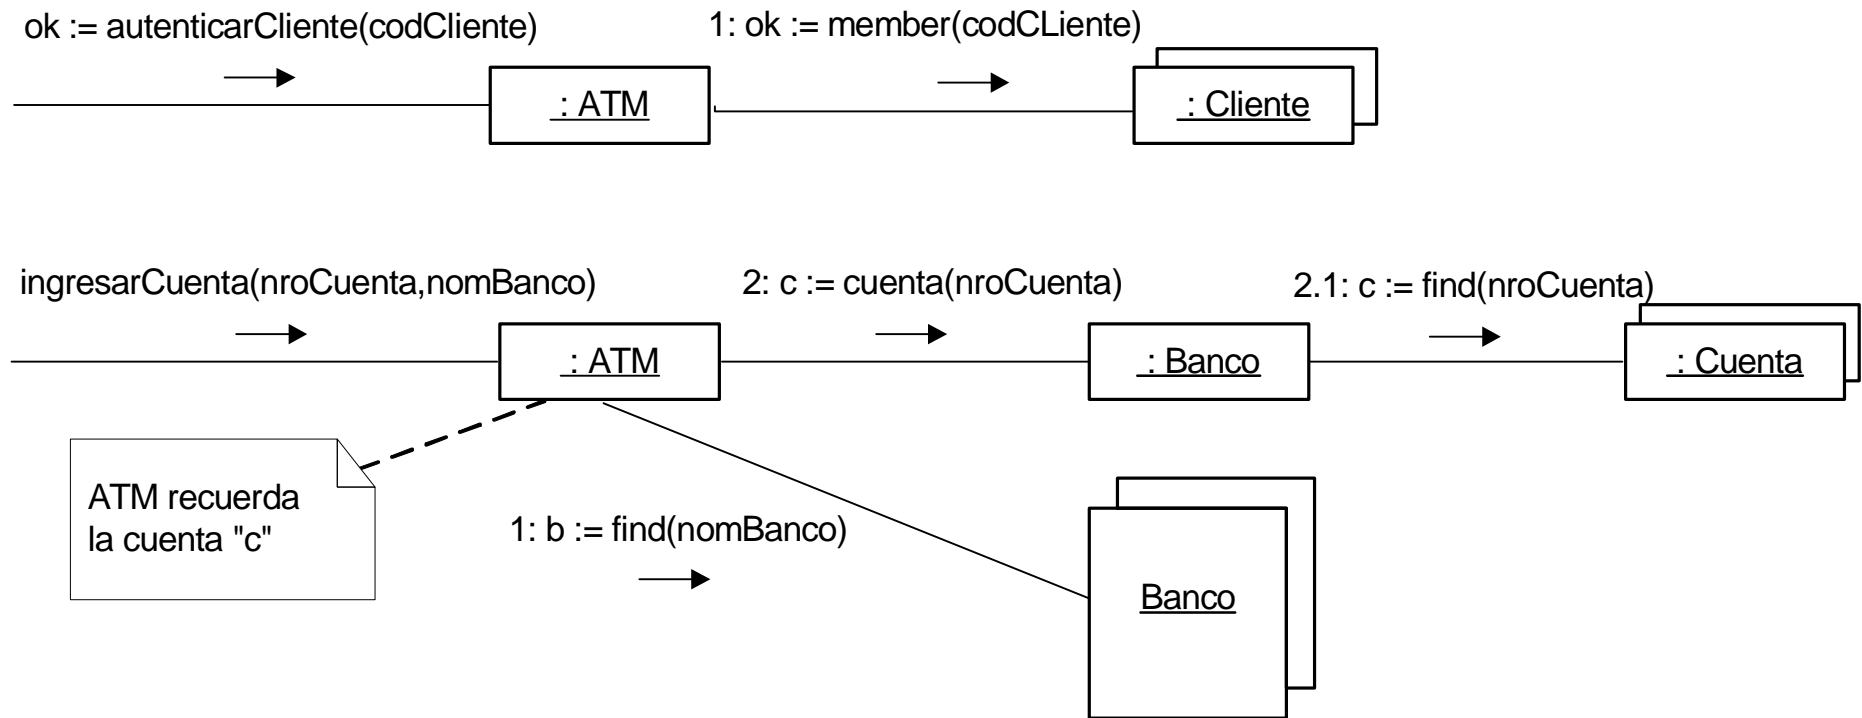 ok := autenticarCliente(codCliente)
1: ok := member(codCLiente)
: ATM
: Cliente
ingresarCuenta(nroCuenta,nomBanco)
2: c := cuenta(nroCuenta)
2.1: c := find(nroCuenta)
: ATM
: Banco
: Cuenta
ATM recuerda
la cuenta "c"
1: b := find(nomBanco)
Banco